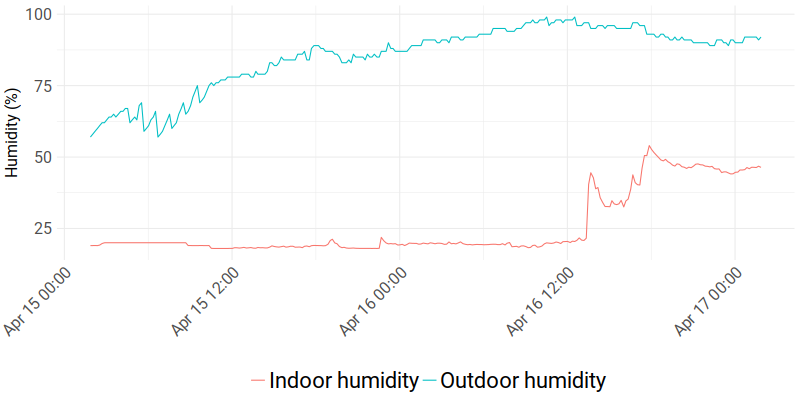 Humidity (%)
100
75
50
25
Apr 15 00:00
Apr 15 12:00
Apr 16 00:00
Apr 16 12:00
Apr 17 00:00
Indoor humidity
Outdoor humidity